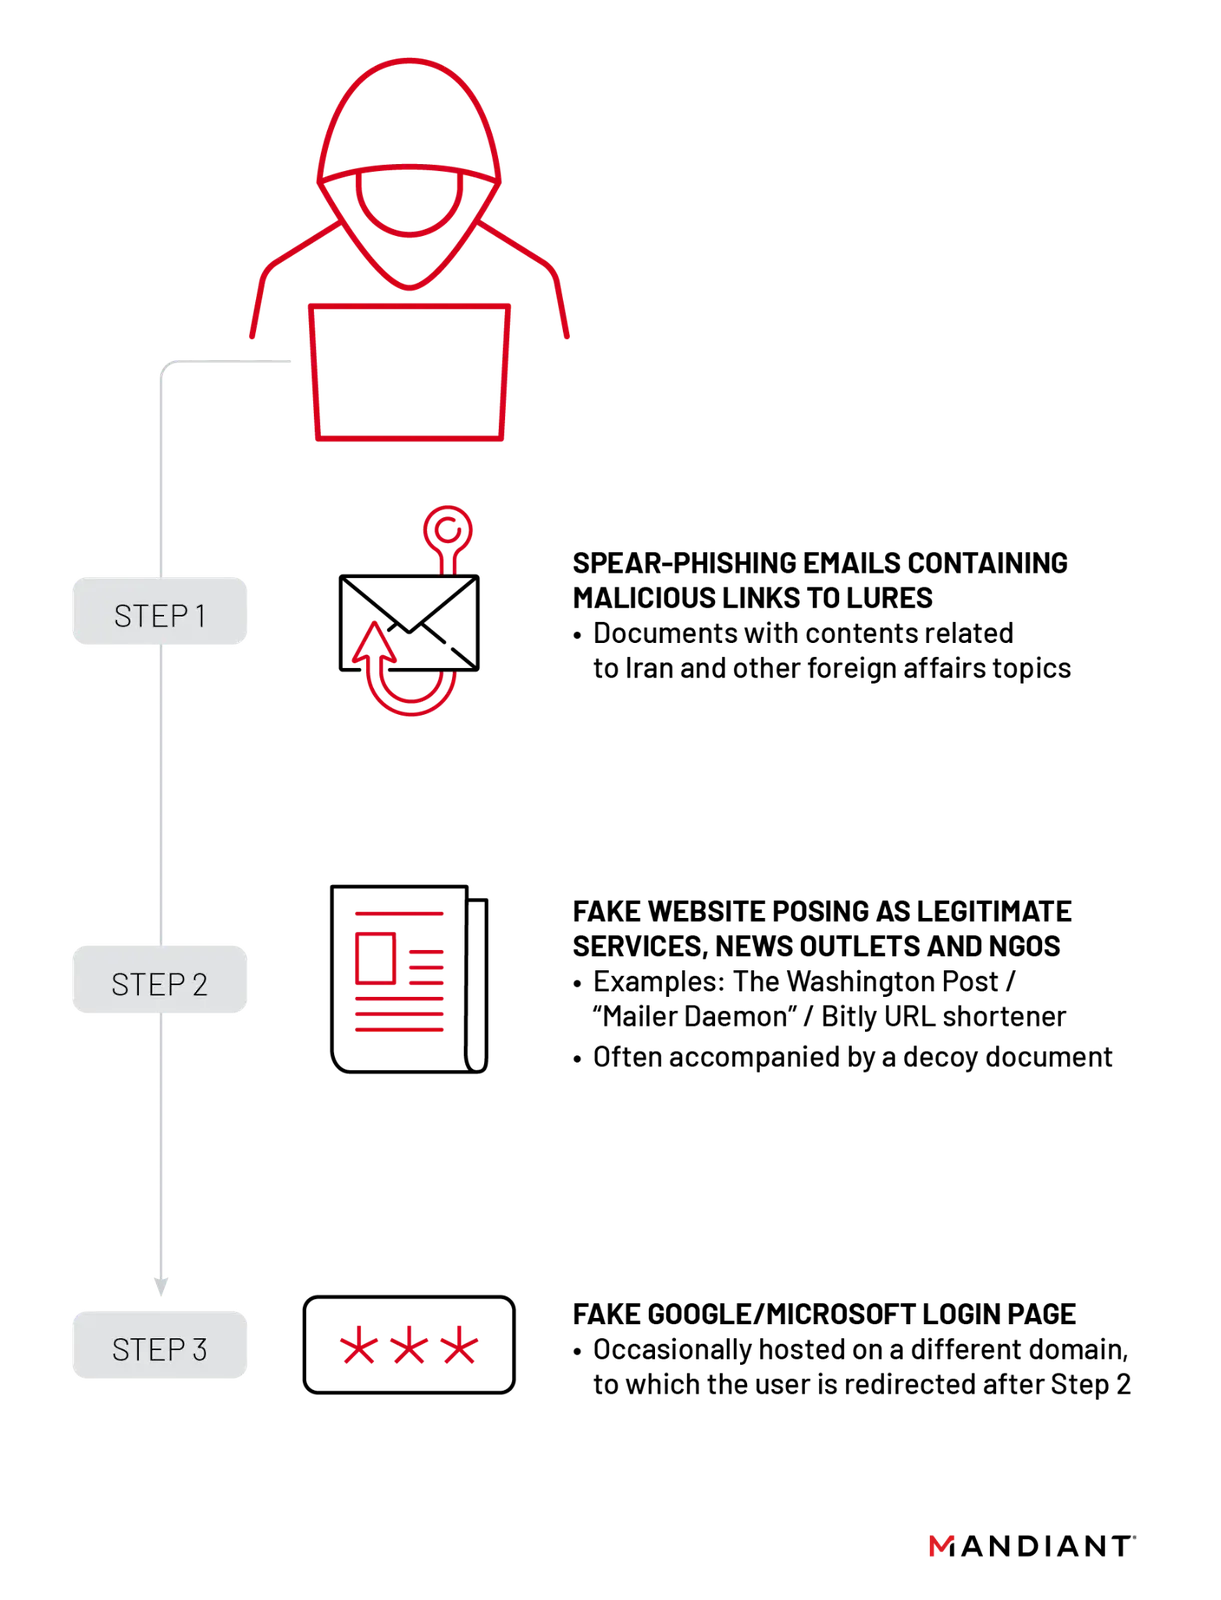 STEP 1
SPEAR-PHISHING EMAILS CONTAINING
MALICIOUS LINKS TO LURES
• Documents with contents related
to Iran and other foreign affairs topics
STEP 2
FAKE WEBSITE POSING AS LEGITIMATE
SERVICES, NEWS OUTLETS AND NGOS
• Examples: The Washington Post /
“Mailer Daemon” / Bitly URL shortener
• Often accompanied by a decoy document
STEP 3
FAKE GOOGLE/MICROSOFT LOGIN PAGE
• Occasionally hosted on a different domain,
to which the user is redirected after Step 2
MANDIANT